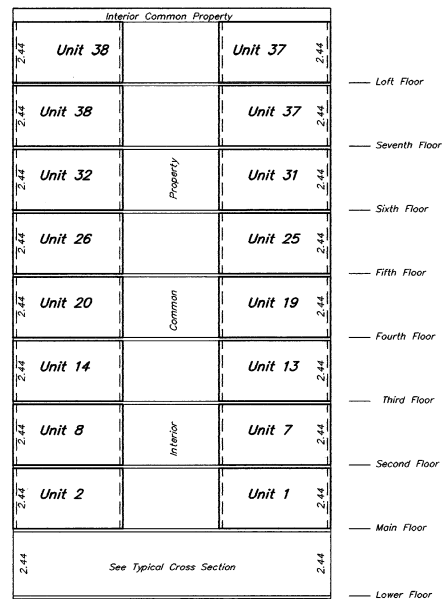 Interior Common Property
2.44 Unit 38 Unit 37 2.44
Loft Floor
2.44 Unit 38 Unit 37 2.44
Seventh Floor
2.44 Unit 32 Property Unit 31 2.44
Sixth Floor
2.44 Unit 26 Unit 25 2.44
Fifth Floor
2.44 Unit 20 Common Unit 19 2.44
Fourth Floor
2.44 Unit 14 Unit 13 2.44
Third Floor
2.44 Unit 8 Interior Unit 7 2.44
Second Floor
2.44 Unit 2 Unit 1 2.44
Main Floor
2.44 See Typical Cross Section 2.44
Lower Floor